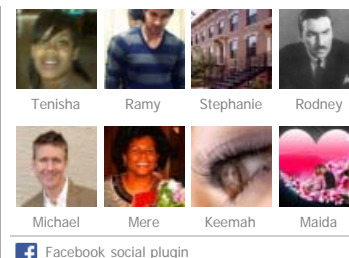 Tenisha Ramy Stephanie Rodney
Michael Mere Keemah Maida
Facebook social plugin